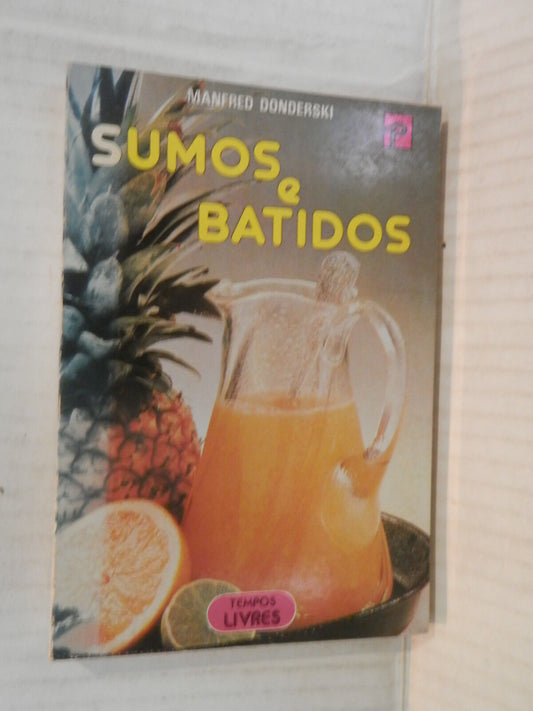 MANFRED DONDERSKI
P
SUMOS
e
BATIDOS
TEMPOS
LIVRES